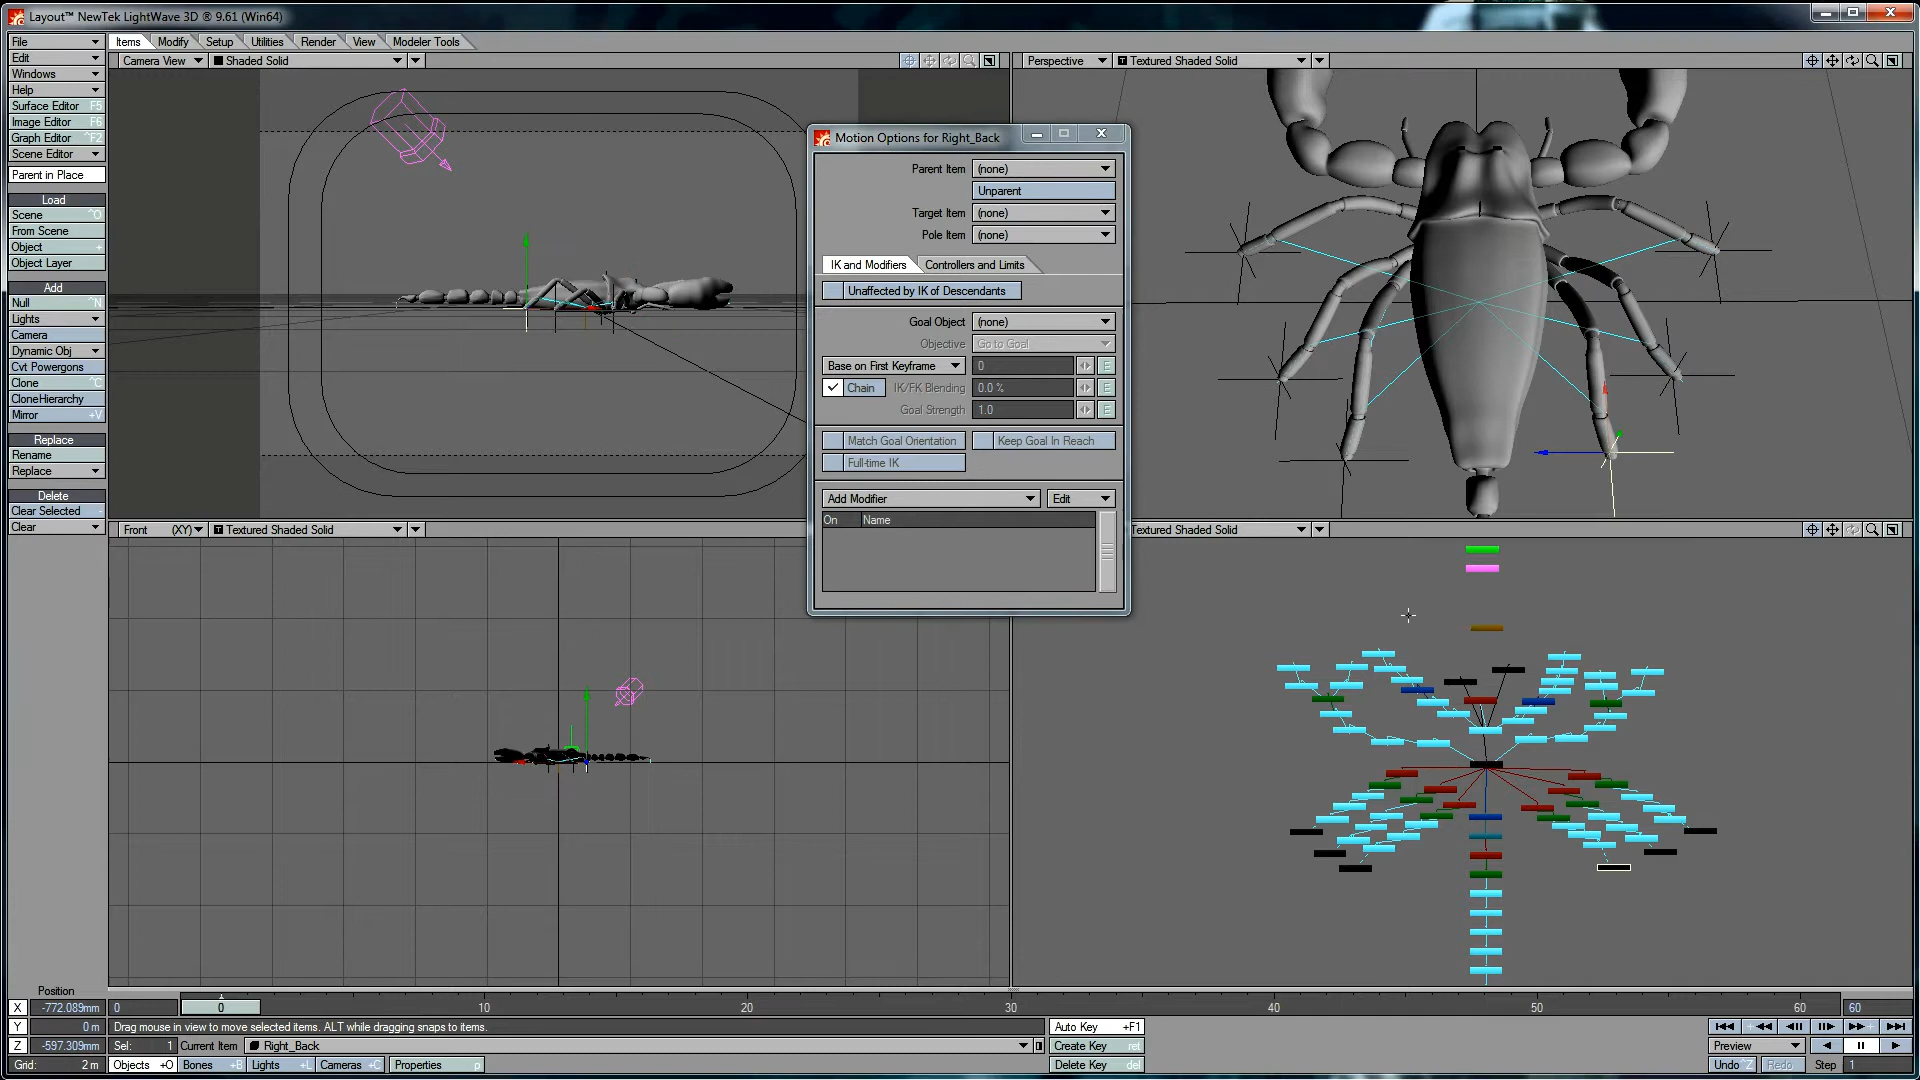 Layout™ NewTek LightWave 3D ® 9.61 (Win64)
File
Edit
Windows
Help
Surface Editor F5
Image Editor F6
Graph Editor ^F2
Scene Editor
Parent in Place
Load
Scene ^O
From Scene
Object +
Object Layer
Add
Null ^N
Lights
Camera
Dynamic Obj
Cvt Powergons
Clone ^C
CloneHierarchy
Mirror +V
Replace
Rename
Replace
Delete
Clear Selected -
Clear
Items Modify Setup Utilities Render View Modeler Tools
Camera View Shaded Solid
Perspective Textured Shaded Solid
Front (XY) Textured Shaded Solid
Textured Shaded Solid
Motion Options for Right_Back
Parent Item (none)
Unparent
Target Item (none)
Pole Item (none)
IK and Modifiers Controllers and Limits
Unaffected by IK of Descendants
Goal Object (none)
Objective Go to Goal
Base on First Keyframe 0 E
Chain IK/FK Blending 0.0 % E
Goal Strength 1.0 E
Match Goal Orientation Keep Goal In Reach
Full-time IK
Add Modifier Edit
On Name
Position
X -772.089mm 0 0 10 20 30 40 50 60 60
Y 0 m Drag mouse in view to move selected items. ALT while dragging snaps to items. Auto Key +F1
Z -597.309mm Sel: 1 Current Item Right_Back Create Key ret Preview
Grid: 2 m Objects +O Bones +B Lights +L Cameras +C Properties p Delete Key del Undo ^Z Redo Step 1